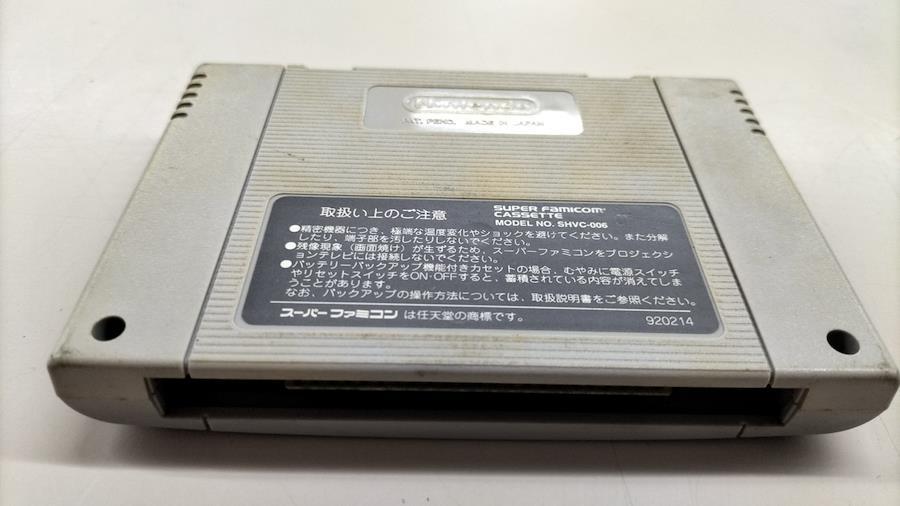 Nintendo
PAT. PEND. MADE IN JAPAN
取扱い上のご注意
SUPER FAMICOM
CASSETTE
MODEL NO. SHVC-006
●精密機器につき、極端な温度変化やショックを避けてください。また分解
したり、端子部を汚したりしないでください。
●残像現象（画面焼け）が生ずるため、スーパーファミコンをプロジェクシ
ョンテレビには接続しないでください。
●バッテリーバックアップ機能付きカセットの場合、むやみに電源スイッチ
やリセットスイッチをON・OFFすると、蓄積されている内容が消えてしま
うことがあります。
なお、バックアップの操作方法については、取扱説明書をご参照ください。
スーパーファミコン は任天堂の商標です。
920214